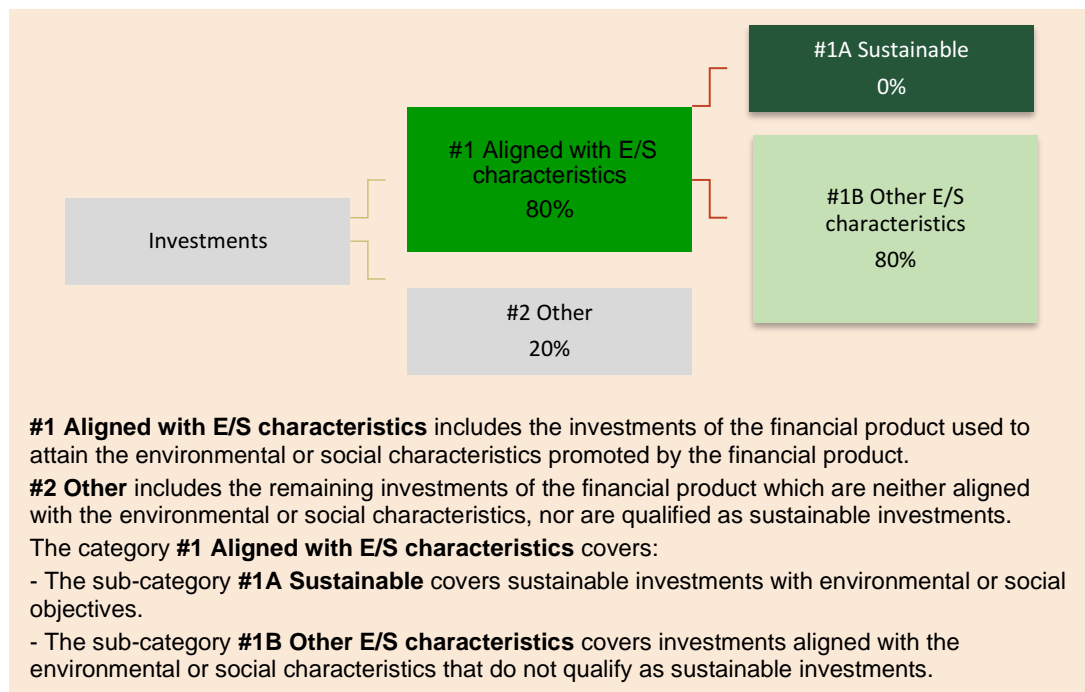 #1A Sustainable
0%
#1 Aligned with E/S
characteristics
80%
#1B Other E/S
characteristics
80%
Investments
#2 Other
20%
#1 Aligned with E/S characteristics includes the investments of the financial product used to
attain the environmental or social characteristics promoted by the financial product.
#2 Other includes the remaining investments of the financial product which are neither aligned
with the environmental or social characteristics, nor are qualified as sustainable investments.
The category #1 Aligned with E/S characteristics covers:
- The sub-category #1A Sustainable covers sustainable investments with environmental or social
objectives.
- The sub-category #1B Other E/S characteristics covers investments aligned with the
environmental or social characteristics that do not qualify as sustainable investments.